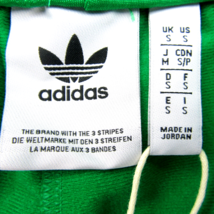 adidas
THE BRAND WITH THE 3 STRIPES
DIE WELTMARKE MIT DEN 3 STREIFEN
LA MARQUE AUX 3 BANDES
UK US
S S
J CDN
M S/P
D F
S S
E I
S S
MADE IN
JORDAN